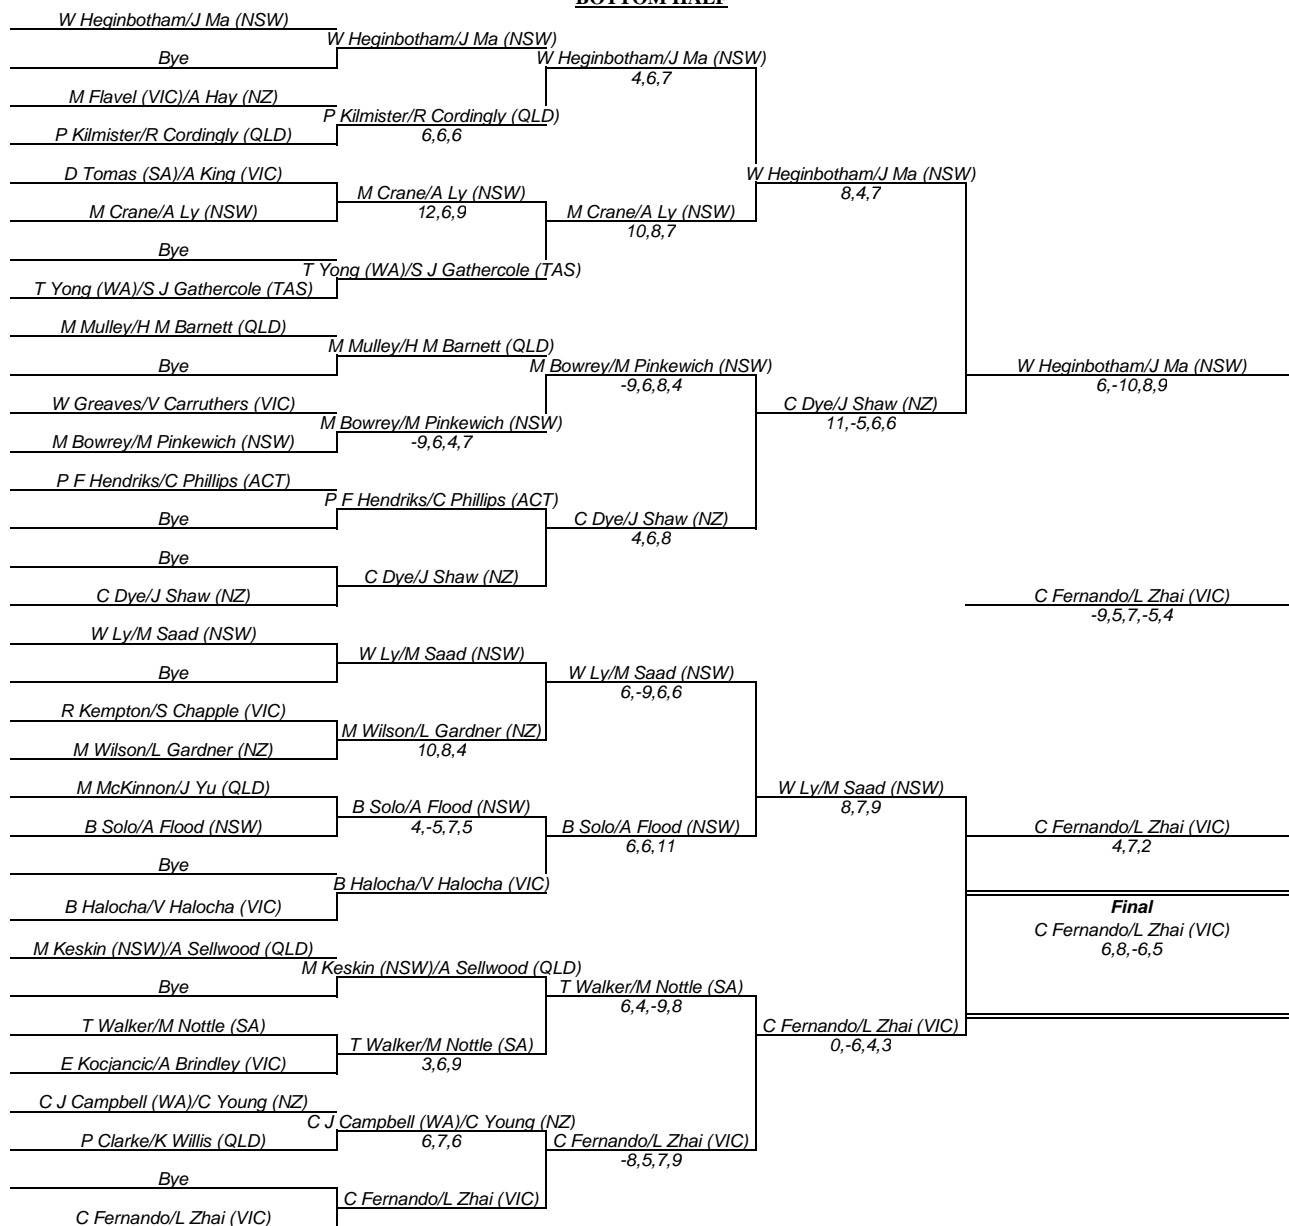 BOTTOM HALF
W Heginbotham/J Ma (NSW)
Bye
M Flavel (VIC)/A Hay (NZ)
P Kilmister/R Cordingly (QLD)
D Tomas (SA)/A King (VIC)
M Crane/A Ly (NSW)
Bye
T Yong (WA)/S J Gathercole (TAS)
M Mulley/H M Barnett (QLD)
Bye
W Greaves/V Carruthers (VIC)
M Bowrey/M Pinkewich (NSW)
P F Hendriks/C Phillips (ACT)
Bye
Bye
C Dye/J Shaw (NZ)
W Ly/M Saad (NSW)
Bye
R Kempton/S Chapple (VIC)
M Wilson/L Gardner (NZ)
M McKinnon/J Yu (QLD)
B Solo/A Flood (NSW)
Bye
B Halocha/V Halocha (VIC)
M Keskin (NSW)/A Sellwood (QLD)
Bye
T Walker/M Nottle (SA)
E Kocjancic/A Brindley (VIC)
C J Campbell (WA)/C Young (NZ)
P Clarke/K Willis (QLD)
Bye
C Fernando/L Zhai (VIC)
W Heginbotham/J Ma (NSW)
P Kilmister/R Cordingly (QLD)
6,6,6
M Crane/A Ly (NSW)
12,6,9
T Yong (WA)/S J Gathercole (TAS)
M Mulley/H M Barnett (QLD)
M Bowrey/M Pinkewich (NSW)
-9,6,4,7
P F Hendriks/C Phillips (ACT)
C Dye/J Shaw (NZ)
W Ly/M Saad (NSW)
M Wilson/L Gardner (NZ)
10,8,4
B Solo/A Flood (NSW)
4,-5,7,5
B Halocha/V Halocha (VIC)
M Keskin (NSW)/A Sellwood (QLD)
T Walker/M Nottle (SA)
3,6,9
C J Campbell (WA)/C Young (NZ)
6,7,6
C Fernando/L Zhai (VIC)
W Heginbotham/J Ma (NSW)
4,6,7
M Crane/A Ly (NSW)
10,8,7
M Bowrey/M Pinkewich (NSW)
-9,6,8,4
C Dye/J Shaw (NZ)
4,6,8
W Ly/M Saad (NSW)
6,-9,6,6
B Solo/A Flood (NSW)
6,6,11
T Walker/M Nottle (SA)
6,4,-9,8
C Fernando/L Zhai (VIC)
-8,5,7,9
W Heginbotham/J Ma (NSW)
8,4,7
C Dye/J Shaw (NZ)
11,-5,6,6
W Ly/M Saad (NSW)
8,7,9
C Fernando/L Zhai (VIC)
0,-6,4,3
W Heginbotham/J Ma (NSW)
6,-10,8,9
C Fernando/L Zhai (VIC)
-9,5,7,-5,4
C Fernando/L Zhai (VIC)
4,7,2
Final
C Fernando/L Zhai (VIC)
6,8,-6,5